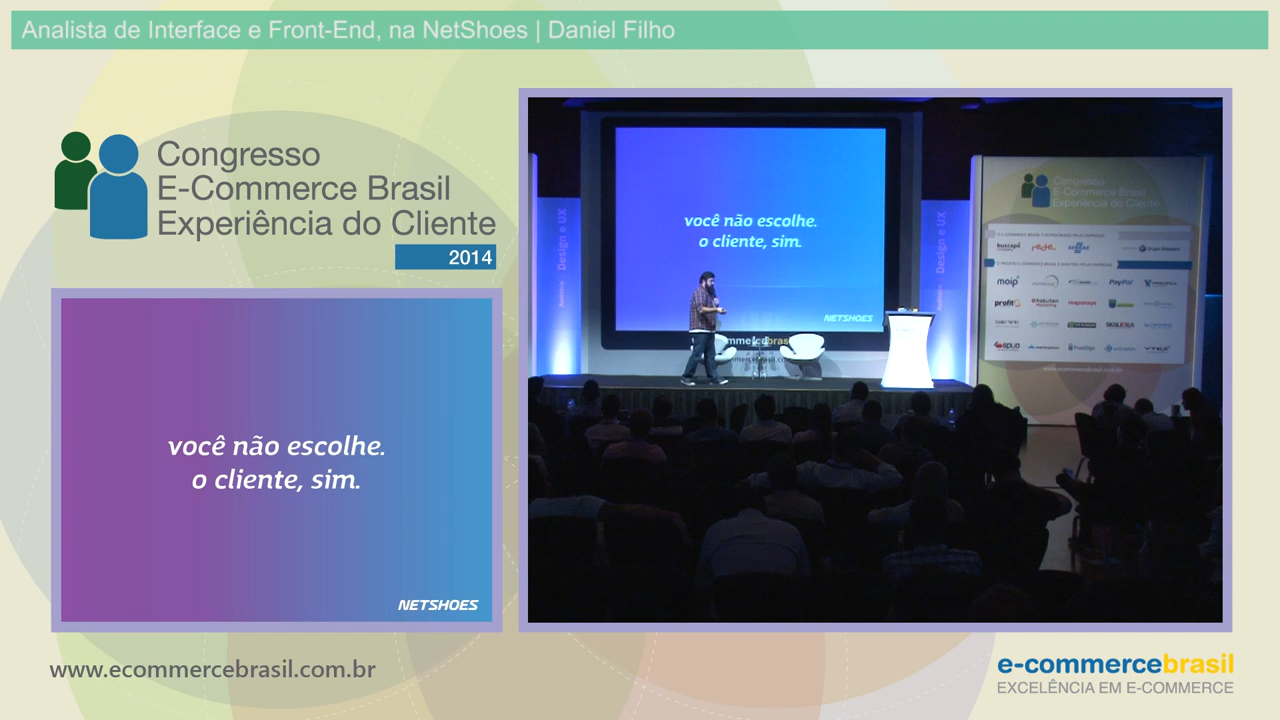 Analista de Interface e Front-End, na NetShoes | Daniel Filho
Congresso
E-Commerce Brasil
Experiência do Cliente
2014
você não escolhe.
o cliente, sim.
NETSHOES
você não escolhe.
o cliente, sim.
NETSHOES
Design e UX
Design e UX
Congresso
E-Commerce Brasil
Experiência do Cliente
buscapé
rede
moip
PayPal
profit
rakuten
responsys
SKALENA
www.ecommercebrasil.com.br
e-commercebrasil
EXCELÊNCIA EM E-COMMERCE